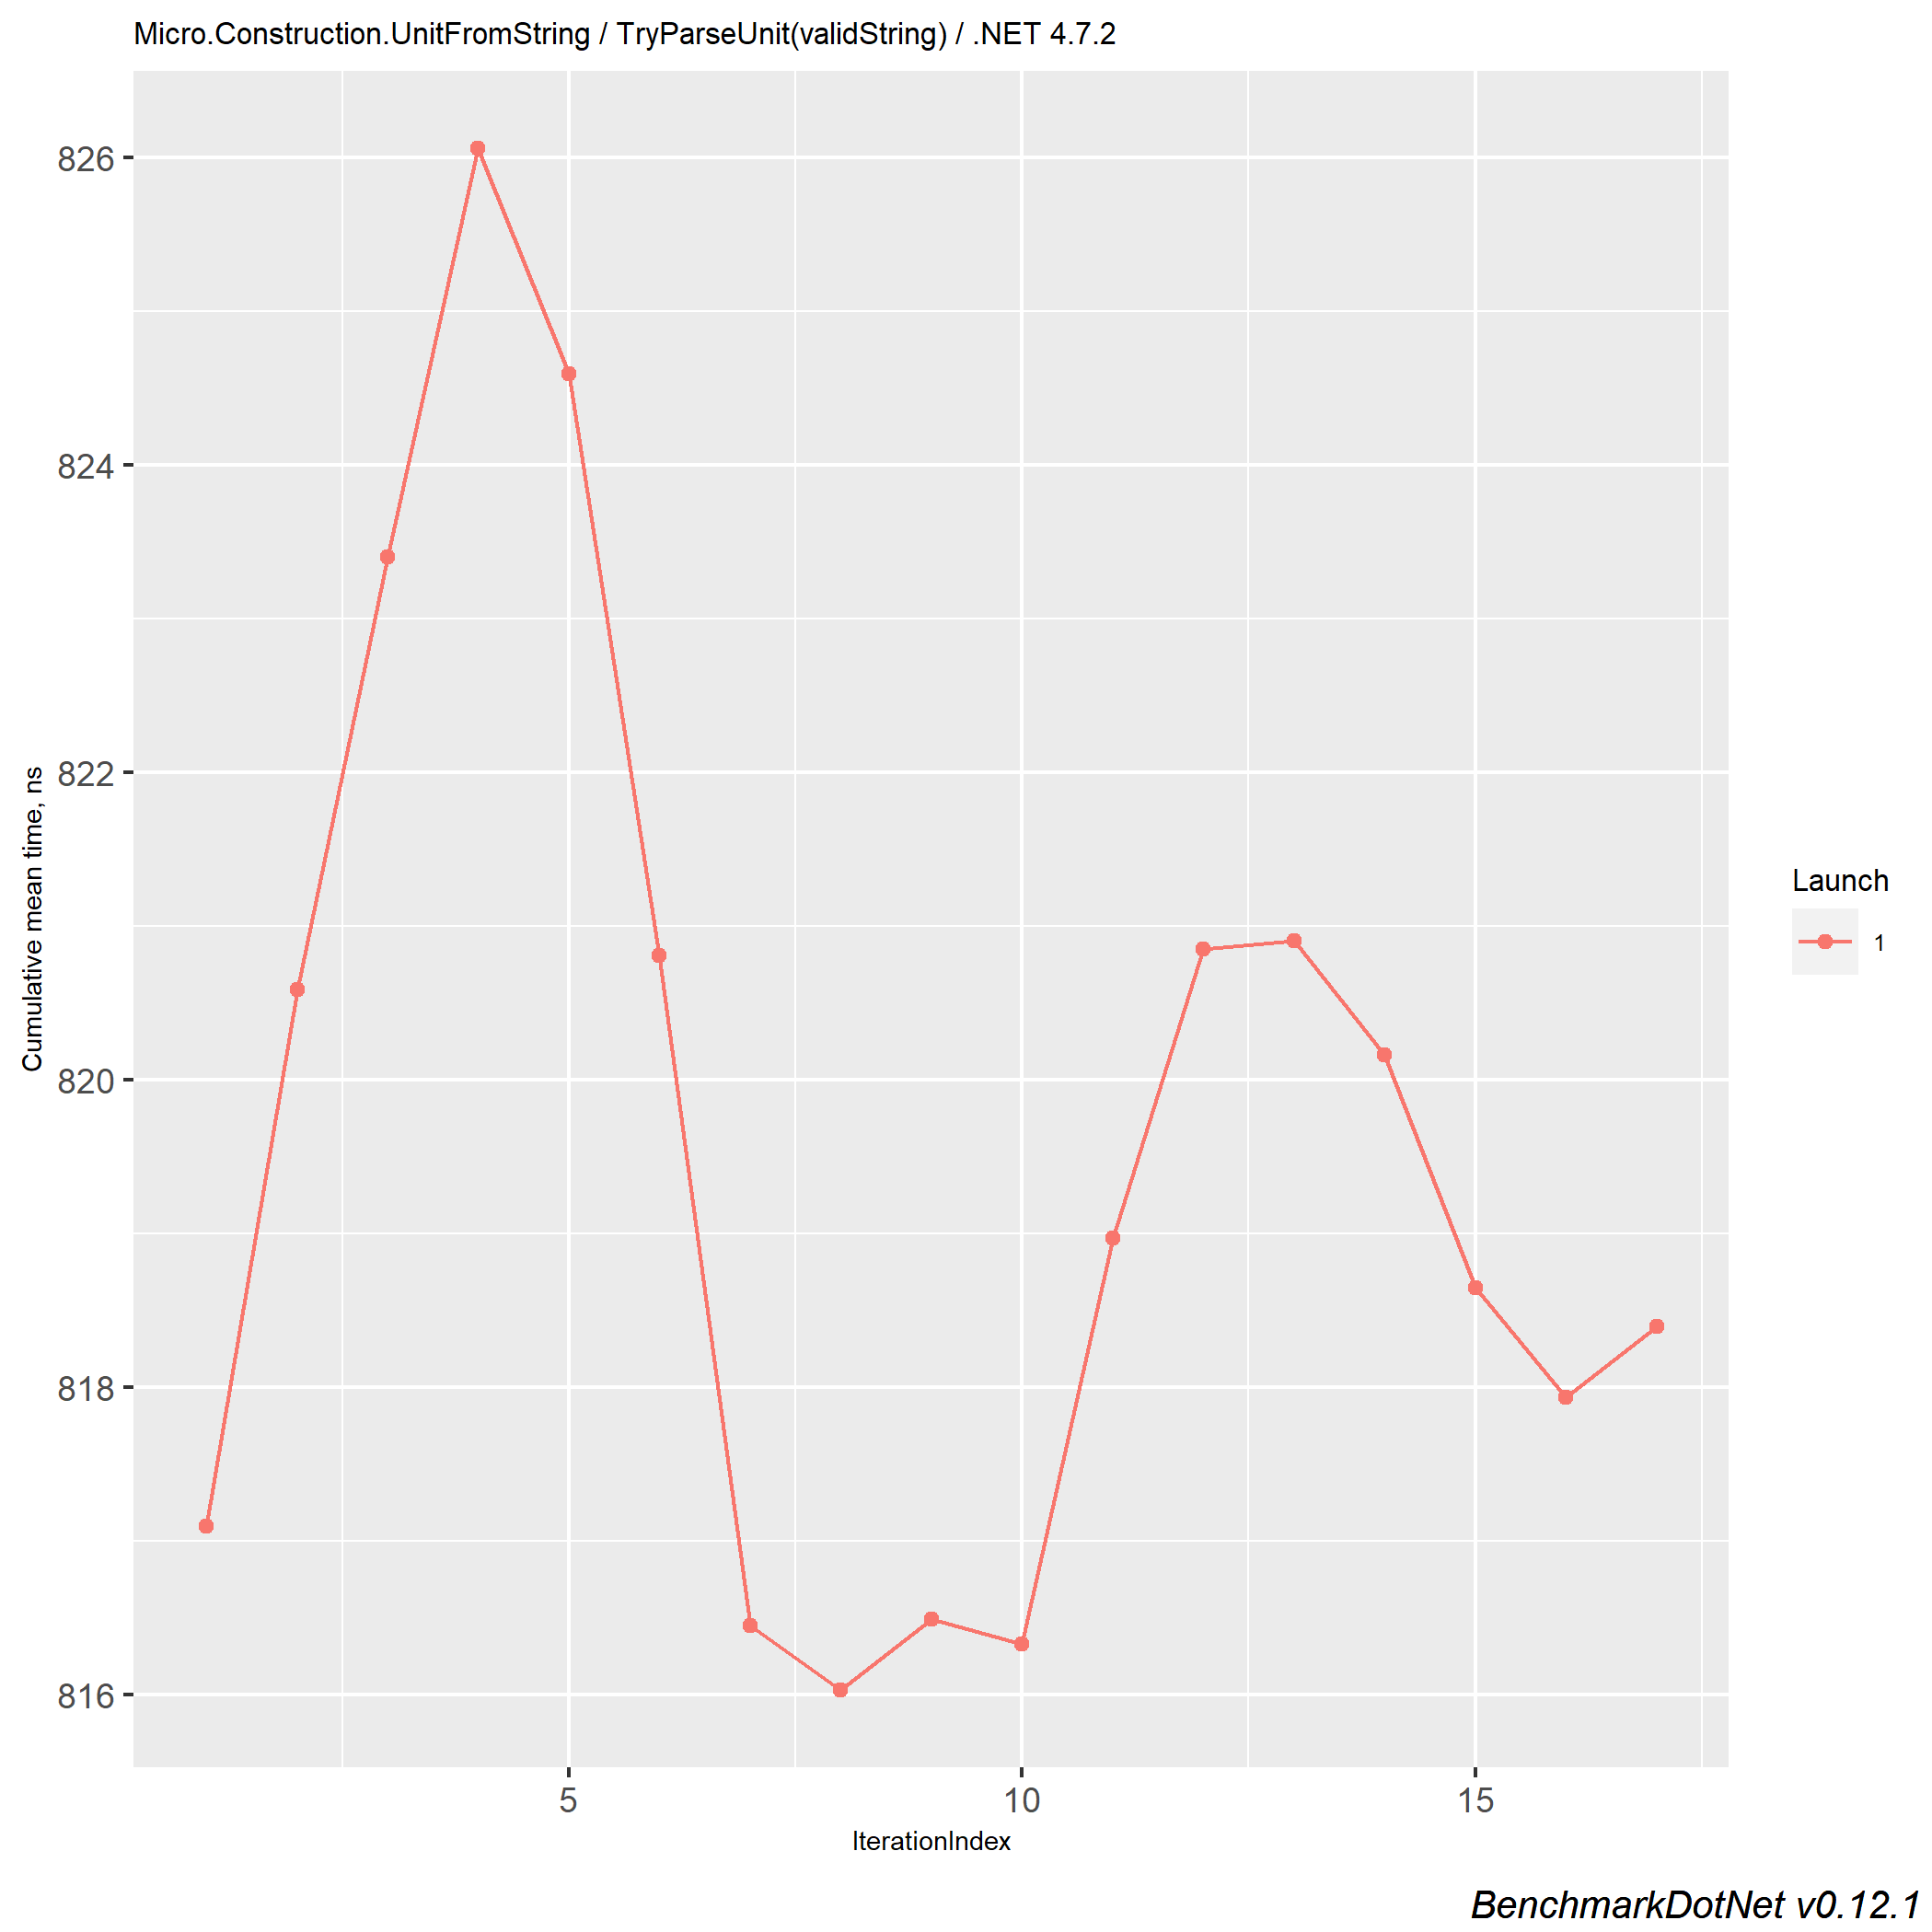 Micro.Construction.UnitFromString / TryParseUnit(validString) / .NET 4.7.2
826
824
822
820
818
816
Cumulative mean time, ns
5 10 15
IterationIndex
Launch
1
BenchmarkDotNet v0.12.1